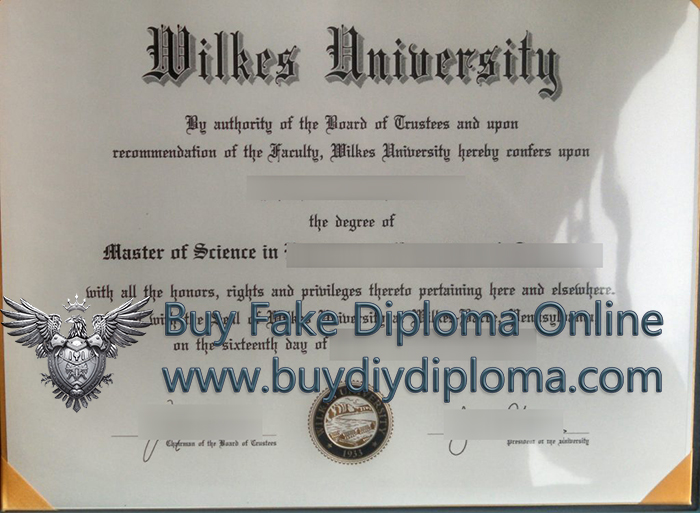 Wilkes University
By authority of the Board of Trustees and upon
recommendation of the Faculty, Wilkes University hereby confers upon
the degree of
Master of Science in
with all the honors, rights and privileges thereto pertaining here and elsewhere.
Buy Fake Diploma Online
on the sixteenth day of
www.buydiydiploma.com
WILKES UNIVERSITY
1933
Chairman of the Board of Trustees
President of the University